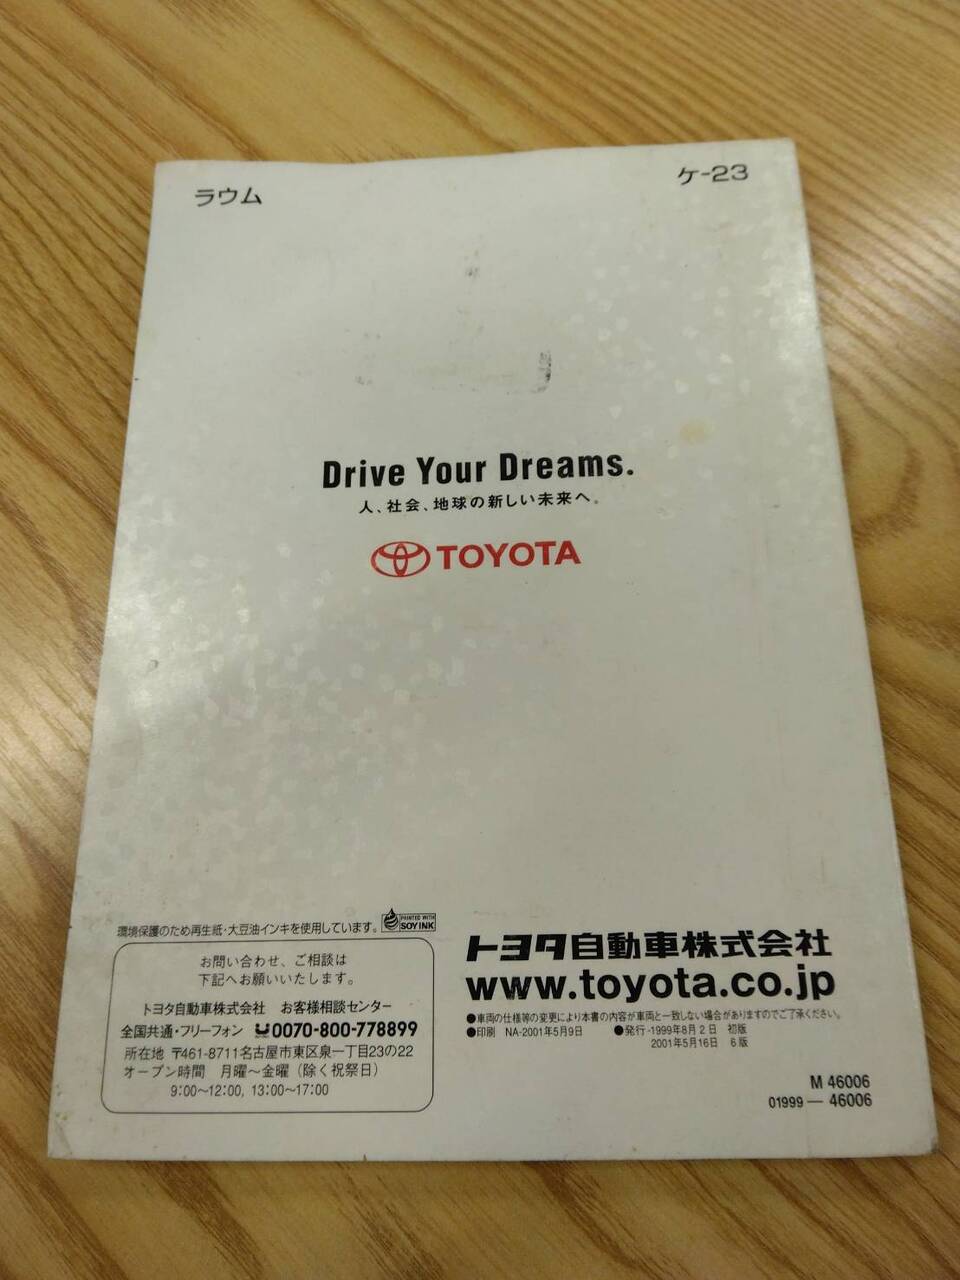 ラウム
ケ-23
Drive Your Dreams.
人、社会、地球の新しい未来へ。
TOYOTA
環境保護のため再生紙・大豆油インキを使用しています。
PRINTED WITH
SOY INK
お問い合わせ、ご相談は
下記へお願いいたします。
トヨタ自動車株式会社 お客様相談センター
全国共通・フリーフォン 0070-800-778899
所在地 〒461-8711名古屋市東区泉一丁目23の22
オープン時間 月曜〜金曜（除く祝祭日）
9:00〜12:00, 13:00〜17:00
トヨタ自動車株式会社
www.toyota.co.jp
●車両の仕様等の変更により本書の内容が車両と一致しない場合がありますのでご了承ください。
●印刷 NA-2001年5月9日 ●発行-1999年8月2日 初版
2001年5月16日 6版
M 46006
01999 — 46006